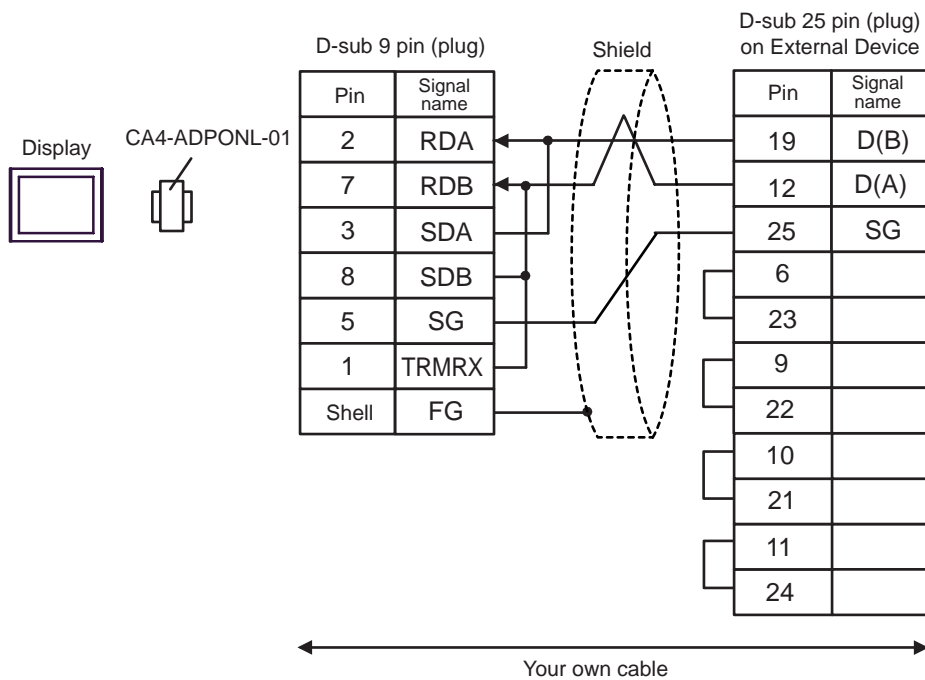 D-sub 9 pin (plug)
Shield
D-sub 25 pin (plug)
on External Device
Display
CA4-ADPONL-01
Pin Signal name
2 RDA
7 RDB
3 SDA
8 SDB
5 SG
1 TRMRX
Shell FG
Pin Signal name
19 D(B)
12 D(A)
25 SG
6
23
9
22
10
21
11
24
Your own cable